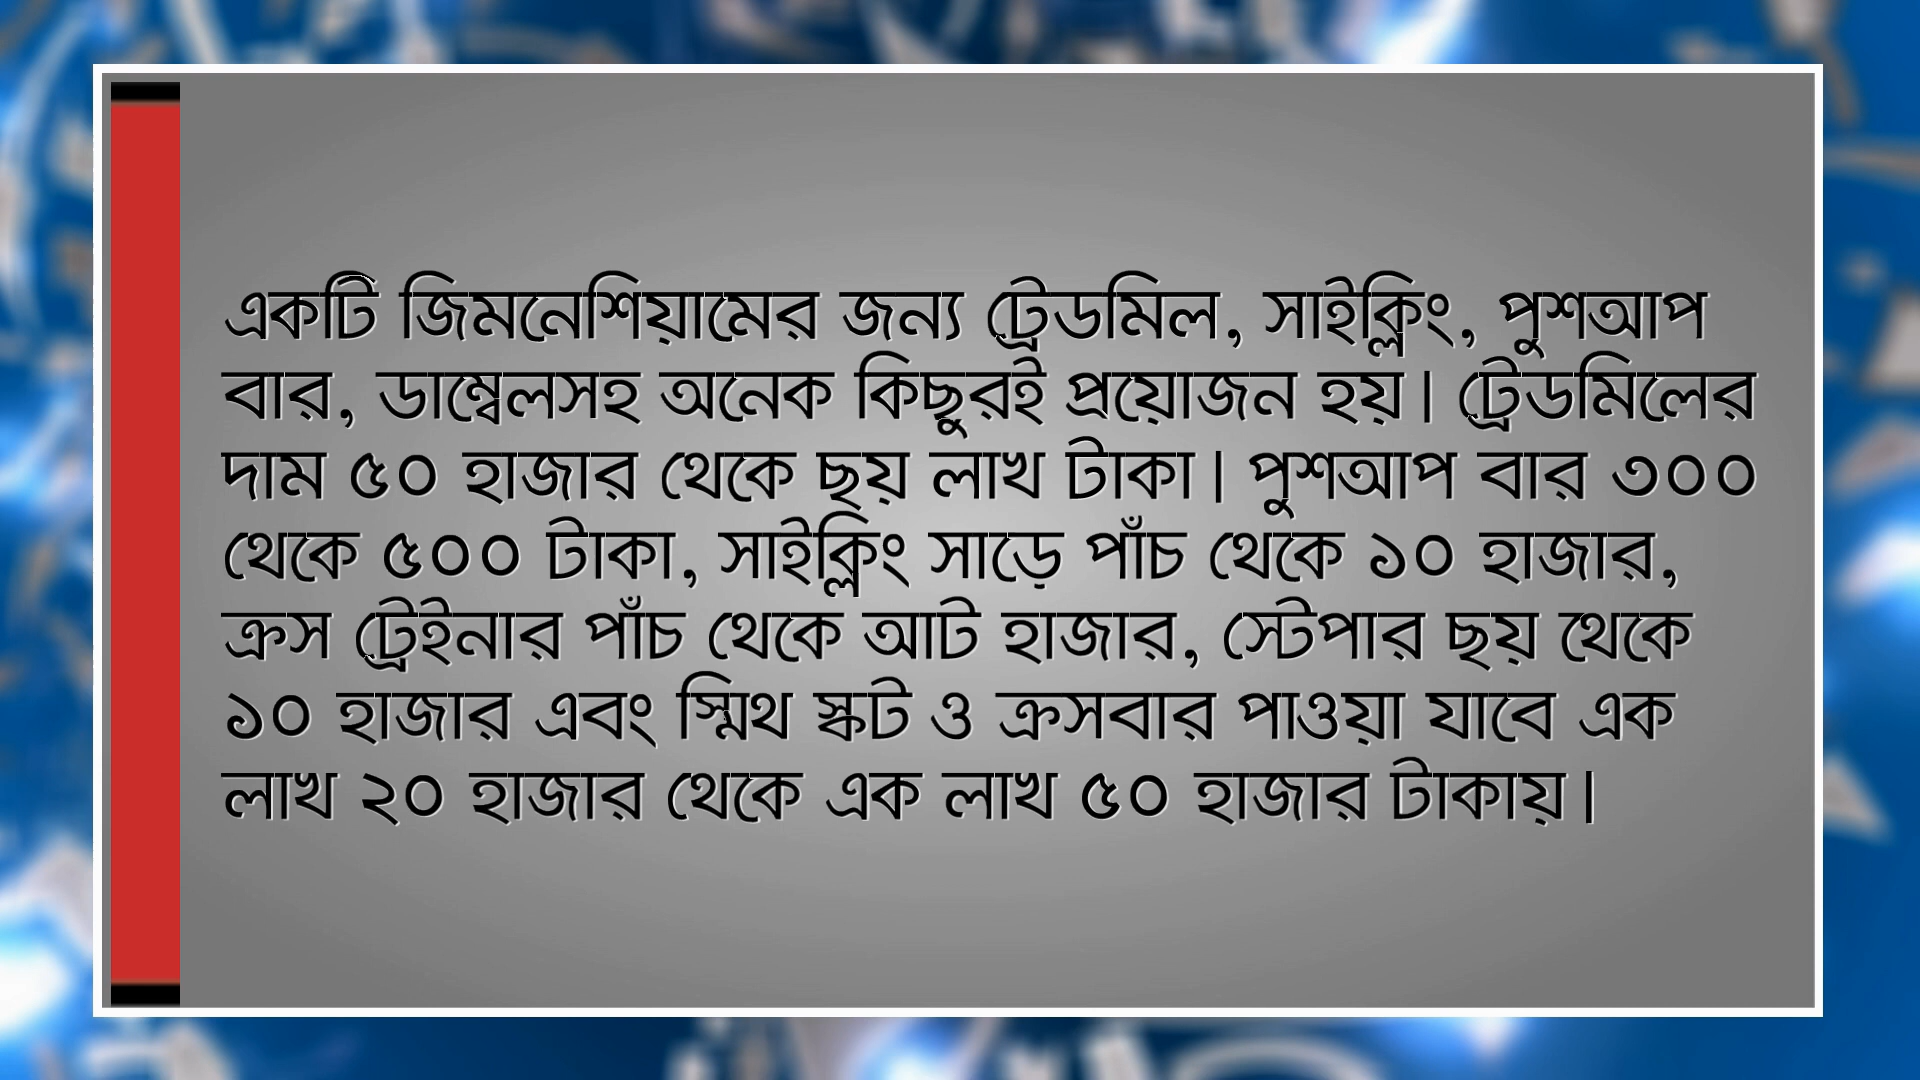 একটি জিমনেশিয়ামের জন্য ট্রেডমিল, সাইক্লিং, পুশআপ
বার, ডাম্বেলসহ অনেক কিছুরই প্রয়োজন হয়। ট্রেডমিলের
দাম ৫০ হাজার থেকে ছয় লাখ টাকা। পুশআপ বার ৩০০
থেকে ৫০০ টাকা, সাইক্লিং সাড়ে পাঁচ থেকে ১০ হাজার,
ক্রস ট্রেইনার পাঁচ থেকে আট হাজার, স্টেপার ছয় থেকে
১০ হাজার এবং স্মিথ স্কট ও ক্রসবার পাওয়া যাবে এক
লাখ ২০ হাজার থেকে এক লাখ ৫০ হাজার টাকায়।